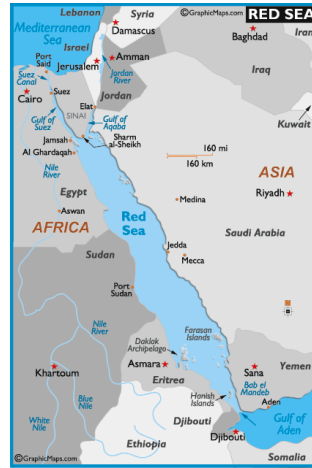 ©GraphicMaps.com
RED SEA
Lebanon
Syria
Mediterranean
Sea
Damascus
Baghdad
Iran
Israel
Port
Said
Jerusalem
Amman
Iraq
Suez
Canal
Jordan
River
Cairo
Suez
Elat
Jordan
SINAI
Gulf of
Suez
Gulf of
Aqaba
Kuwait
Jamsah
Sharm
al-Sheikh
Al Ghardaqah
160 mi
160 km
Nile
River
ASIA
Egypt
Medina
Riyadh
Aswan
AFRICA
Red
Sea
Saudi Arabia
Jedda
Mecca
Sudan
Port
Sudan
Nile
River
Farasan
Islands
Daklak
Archipelago
Khartoum
Asmara
Sana
Yemen
Eritrea
Bab el
Mandeb
Hanish
Islands
Aden
Blue
Nile
White
Nile
Djibouti
Gulf of
Aden
Djibouti
Ethiopia
Somalia
©GraphicMaps.com